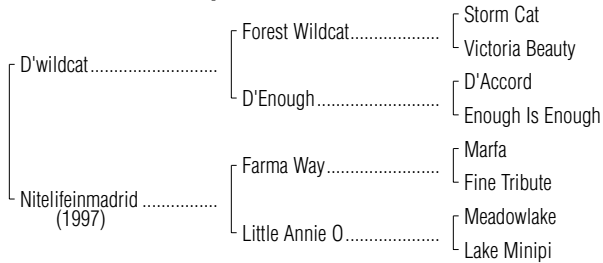 Storm Cat
Forest Wildcat
Victoria Beauty
D'wildcat
D'Accord
D'Enough
Enough Is Enough
Marfa
Farma Way
Fine Tribute
Nitelifeinmadrid
(1997)
Meadowlake
Little Annie O
Lake Minipi